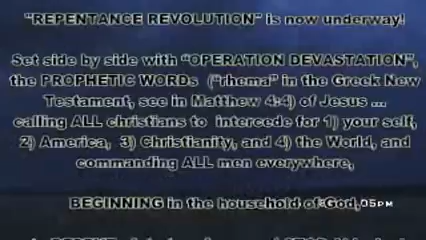 "REPENTANCE REVOLUTION" is now underway!
Set side by side with "OPERATION DEVASTATION",
the PROPHETIC WORDs ("rhema" in the Greek New
Testament, see in Matthew 4:4) of Jesus ...
calling ALL christians to intercede for 1) your self,
2) America, 3) Christianity, and 4) the World, and
commanding ALL men everywhere,
BEGINNING in the household of God,
05PM